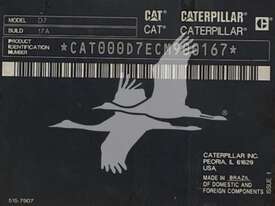 MODEL D7 CAT CATERPILLAR
BUILD 17A CAT CATERPILLAR
PRODUCT IDENTIFICATION NUMBER *CAT000D7ECM900167*
CATERPILLAR INC.
PEORIA, IL 61629
USA
MADE IN BRAZIL
OF DOMESTIC AND
FOREIGN COMPONENTS
ISSUE 1
515-7907